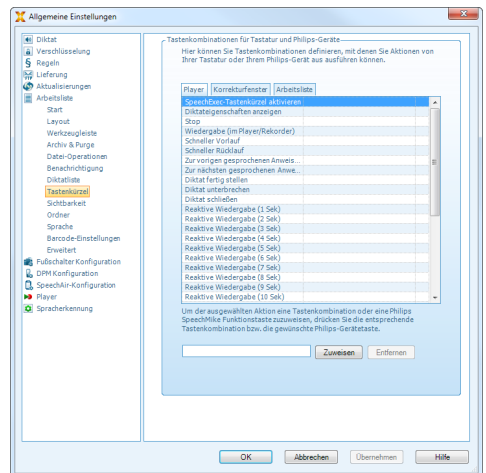 Allgemeine Einstellungen
Diktat
Verschlüsselung
Regeln
Lieferung
Aktualisierungen
Arbeitsliste
Start
Layout
Werkzeugleiste
Archiv & Purge
Datei-Operationen
Benachrichtigung
Diktatliste
Tastenkürzel
Sichtbarkeit
Ordner
Sprache
Barcode-Einstellungen
Erweitert
Fußschalter Konfiguration
DPM Konfiguration
SpeechAir-Konfiguration
Player
Spracherkennung
Tastenkombinationen für Tastatur und Philips-Geräte
Hier können Sie Tastenkombinationen definieren, mit denen Sie Aktionen von
Ihrer Tastatur oder Ihrem Philips-Gerät aus ausführen können.
Player Korrekturfenster Arbeitsliste
SpeechExec-Tastenkürzel aktivieren
Diktateigenschaften anzeigen
Stop
Wiedergabe (im Player/Rekorder)
Schneller Vorlauf
Schneller Rücklauf
Zur vorigen gesprochenen Anweis...
Zur nächsten gesprochenen Anwe...
Diktat fertig stellen
Diktat unterbrechen
Diktat schließen
Reaktive Wiedergabe (1 Sek)
Reaktive Wiedergabe (2 Sek)
Reaktive Wiedergabe (3 Sek)
Reaktive Wiedergabe (4 Sek)
Reaktive Wiedergabe (5 Sek)
Reaktive Wiedergabe (6 Sek)
Reaktive Wiedergabe (7 Sek)
Reaktive Wiedergabe (8 Sek)
Reaktive Wiedergabe (9 Sek)
Reaktive Wiedergabe (10 Sek)
Um der ausgewählten Aktion eine Tastenkombination oder eine Philips
SpeechMike Funktionstaste zuzuweisen, drücken Sie die entsprechende
Tastenkombination bzw. die gewünschte Philips-Gerätetaste.
Zuweisen Entfernen
OK Abbrechen Übernehmen Hilfe